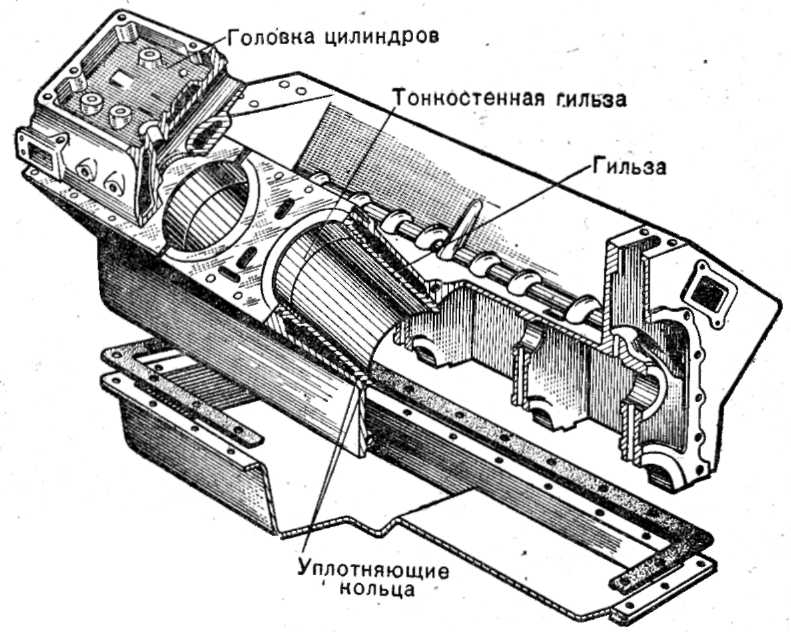 Головка цилиндров
Тонкостенная гильза
Гильза
Уплотняющие
кольца